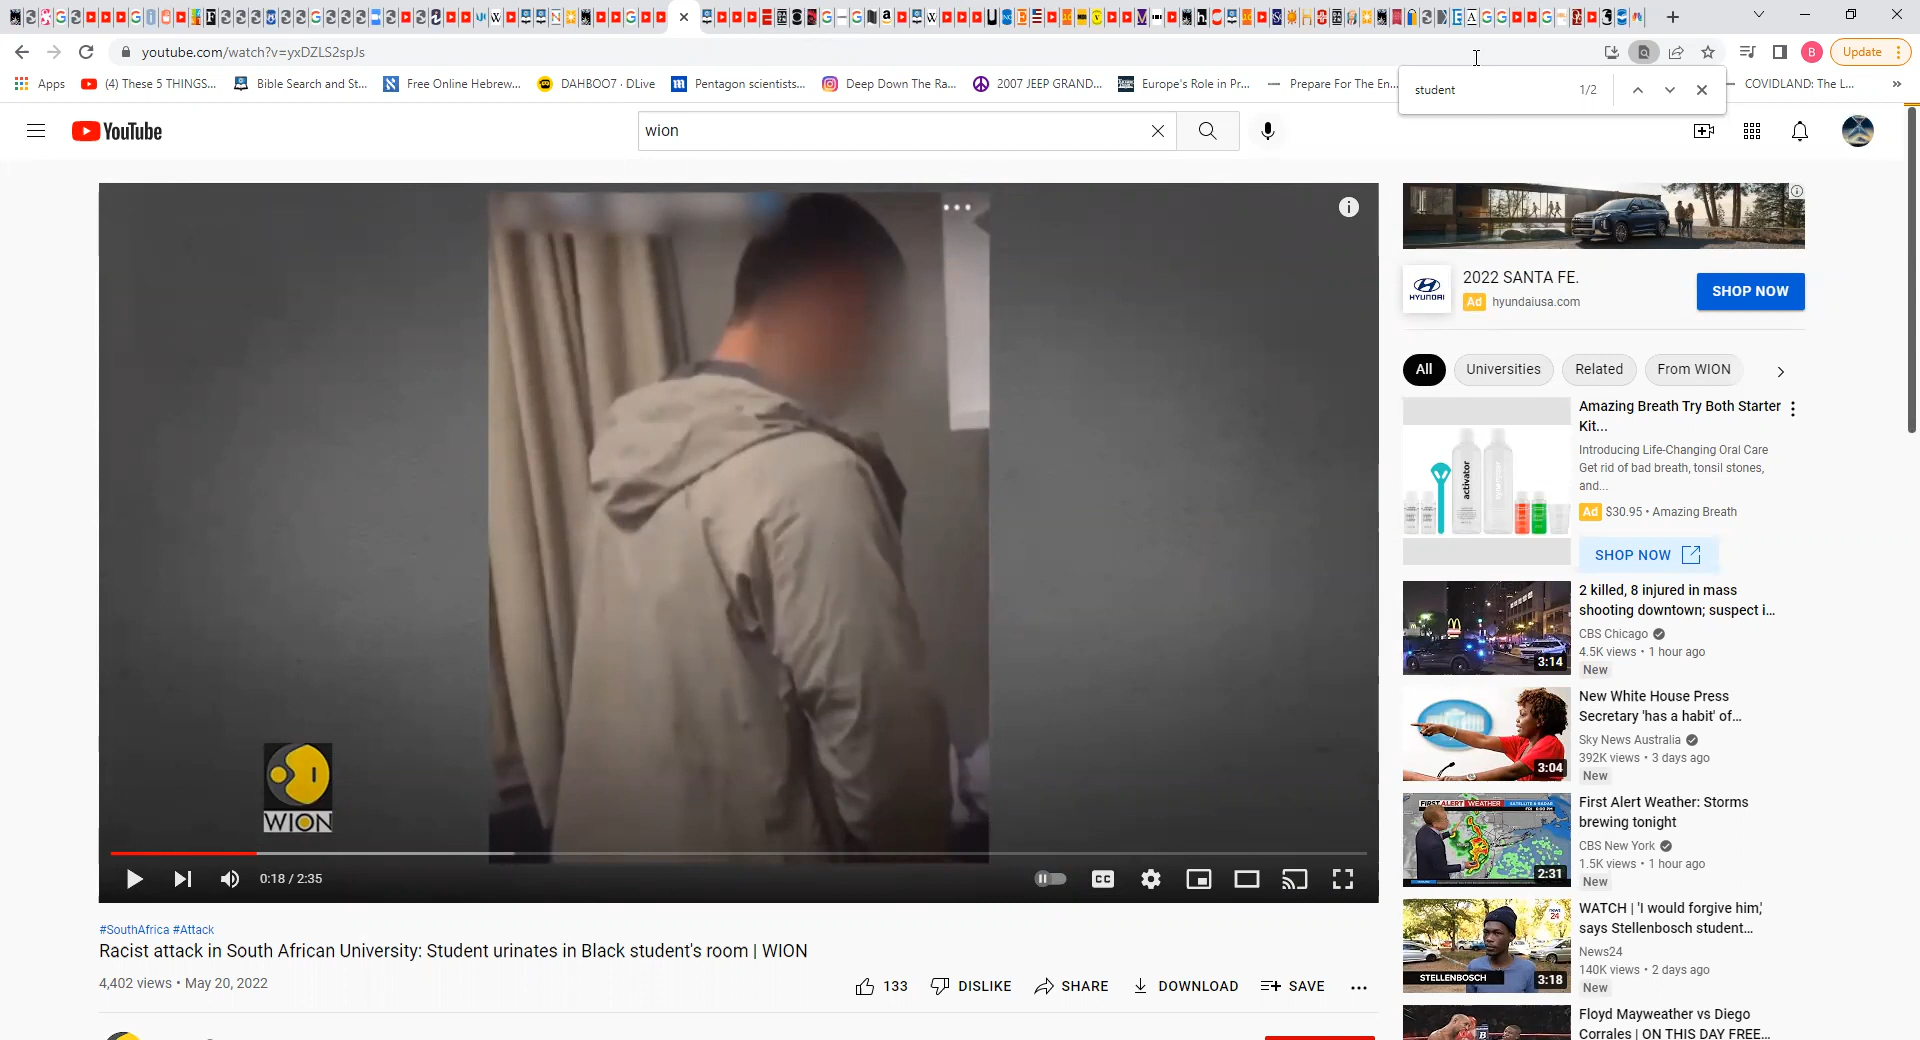 youtube.com/watch?v=yxDZLS2spJs
Update
Apps
(4) These 5 THINGS...
Bible Search and St...
Free Online Hebrew...
DAHBOO7 · DLive
Pentagon scientists...
Deep Down The Ra...
2007 JEEP GRAND...
Europe's Role in Pr...
Prepare For The En...
COVIDLAND: The L...
»
student 1/2
YouTube
wion
2022 SANTA FE.
Ad hyundaiusa.com
HYUNDAI
SHOP NOW
All Universities Related From WION
Amazing Breath Try Both Starter
Kit...
Introducing Life-Changing Oral Care
Get rid of bad breath, tonsil stones,
and...
Ad $30.95 • Amazing Breath
SHOP NOW
activator
2 killed, 8 injured in mass
shooting downtown; suspect i...
CBS Chicago
4.5K views • 1 hour ago
New
3:14
New White House Press
Secretary 'has a habit' of...
Sky News Australia
392K views • 3 days ago
New
3:04
FIRST ALERT WEATHER
First Alert Weather: Storms
brewing tonight
CBS New York
1.5K views • 1 hour ago
New
2:31
WATCH | 'I would forgive him,'
says Stellenbosch student...
News24
140K views • 2 days ago
New
news24
STELLENBOSCH
3:18
Floyd Mayweather vs Diego
Corrales | ON THIS DAY FREE...
WION
0:18 / 2:35
CC
#SouthAfrica #Attack
Racist attack in South African University: Student urinates in Black student's room | WION
4,402 views • May 20, 2022
133 DISLIKE SHARE DOWNLOAD SAVE